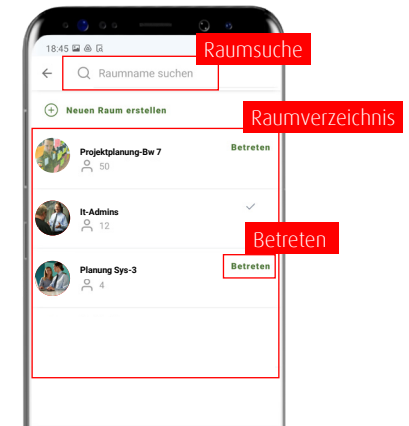 18:45
Raumsuche
Raumname suchen
Neuen Raum erstellen
Raumverzeichnis
Projektplanung-Bw 7
Betreten
50
It-Admins
12
Betreten
Planung Sys-3
Betreten
4